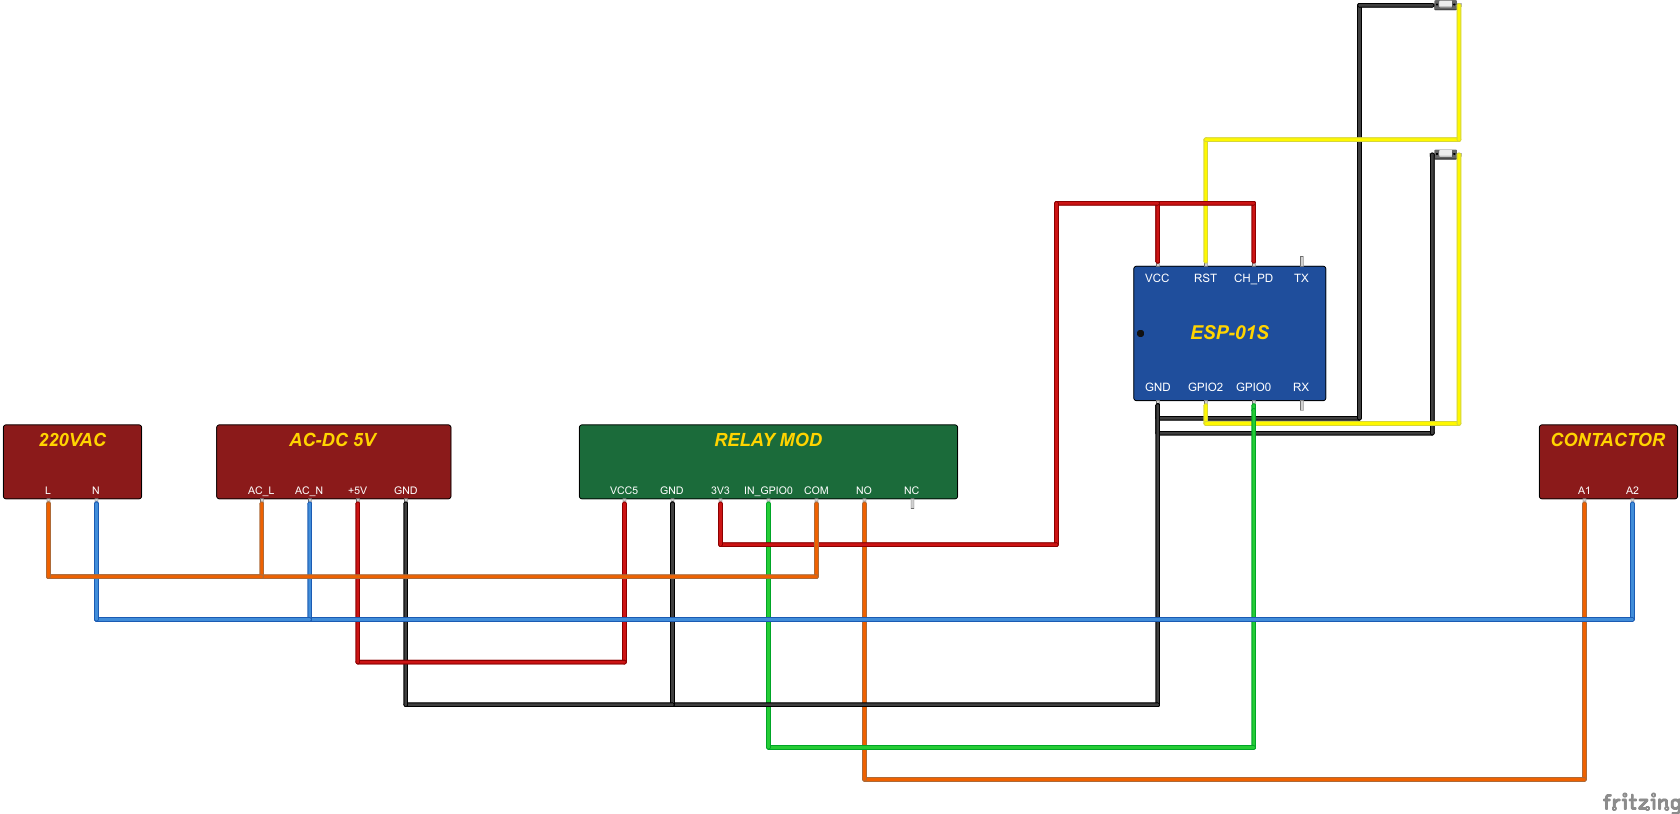 VCC RST CH_PD TX
ESP-01S
GND GPIO2 GPIO0 RX
220VAC
L N
AC-DC 5V
AC_L AC_N +5V GND
RELAY MOD
VCC5 GND 3V3 IN_GPIO0 COM NO NC
CONTACTOR
A1 A2
fritzing